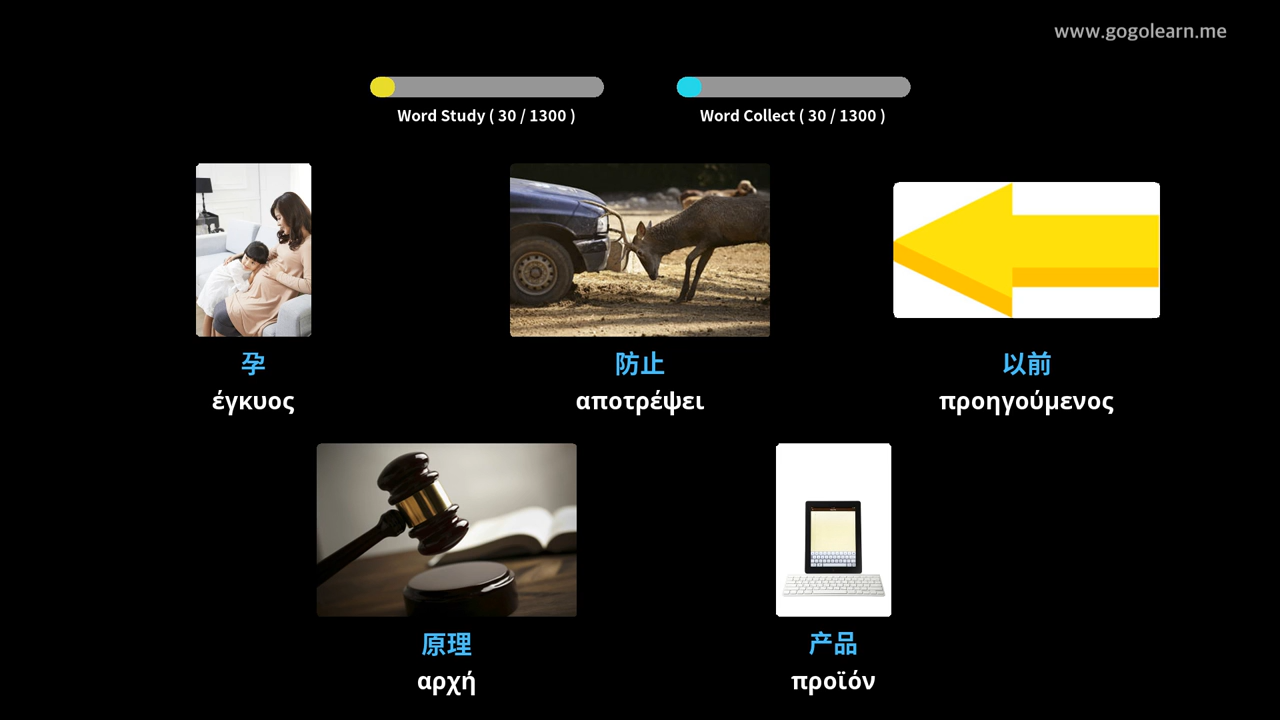 www.gogolearn.me
Word Study ( 30 / 1300 )
Word Collect ( 30 / 1300 )
孕
έγκυος
防止
αποτρέψει
以前
προηγούμενος
原理
αρχή
产品
προϊόν